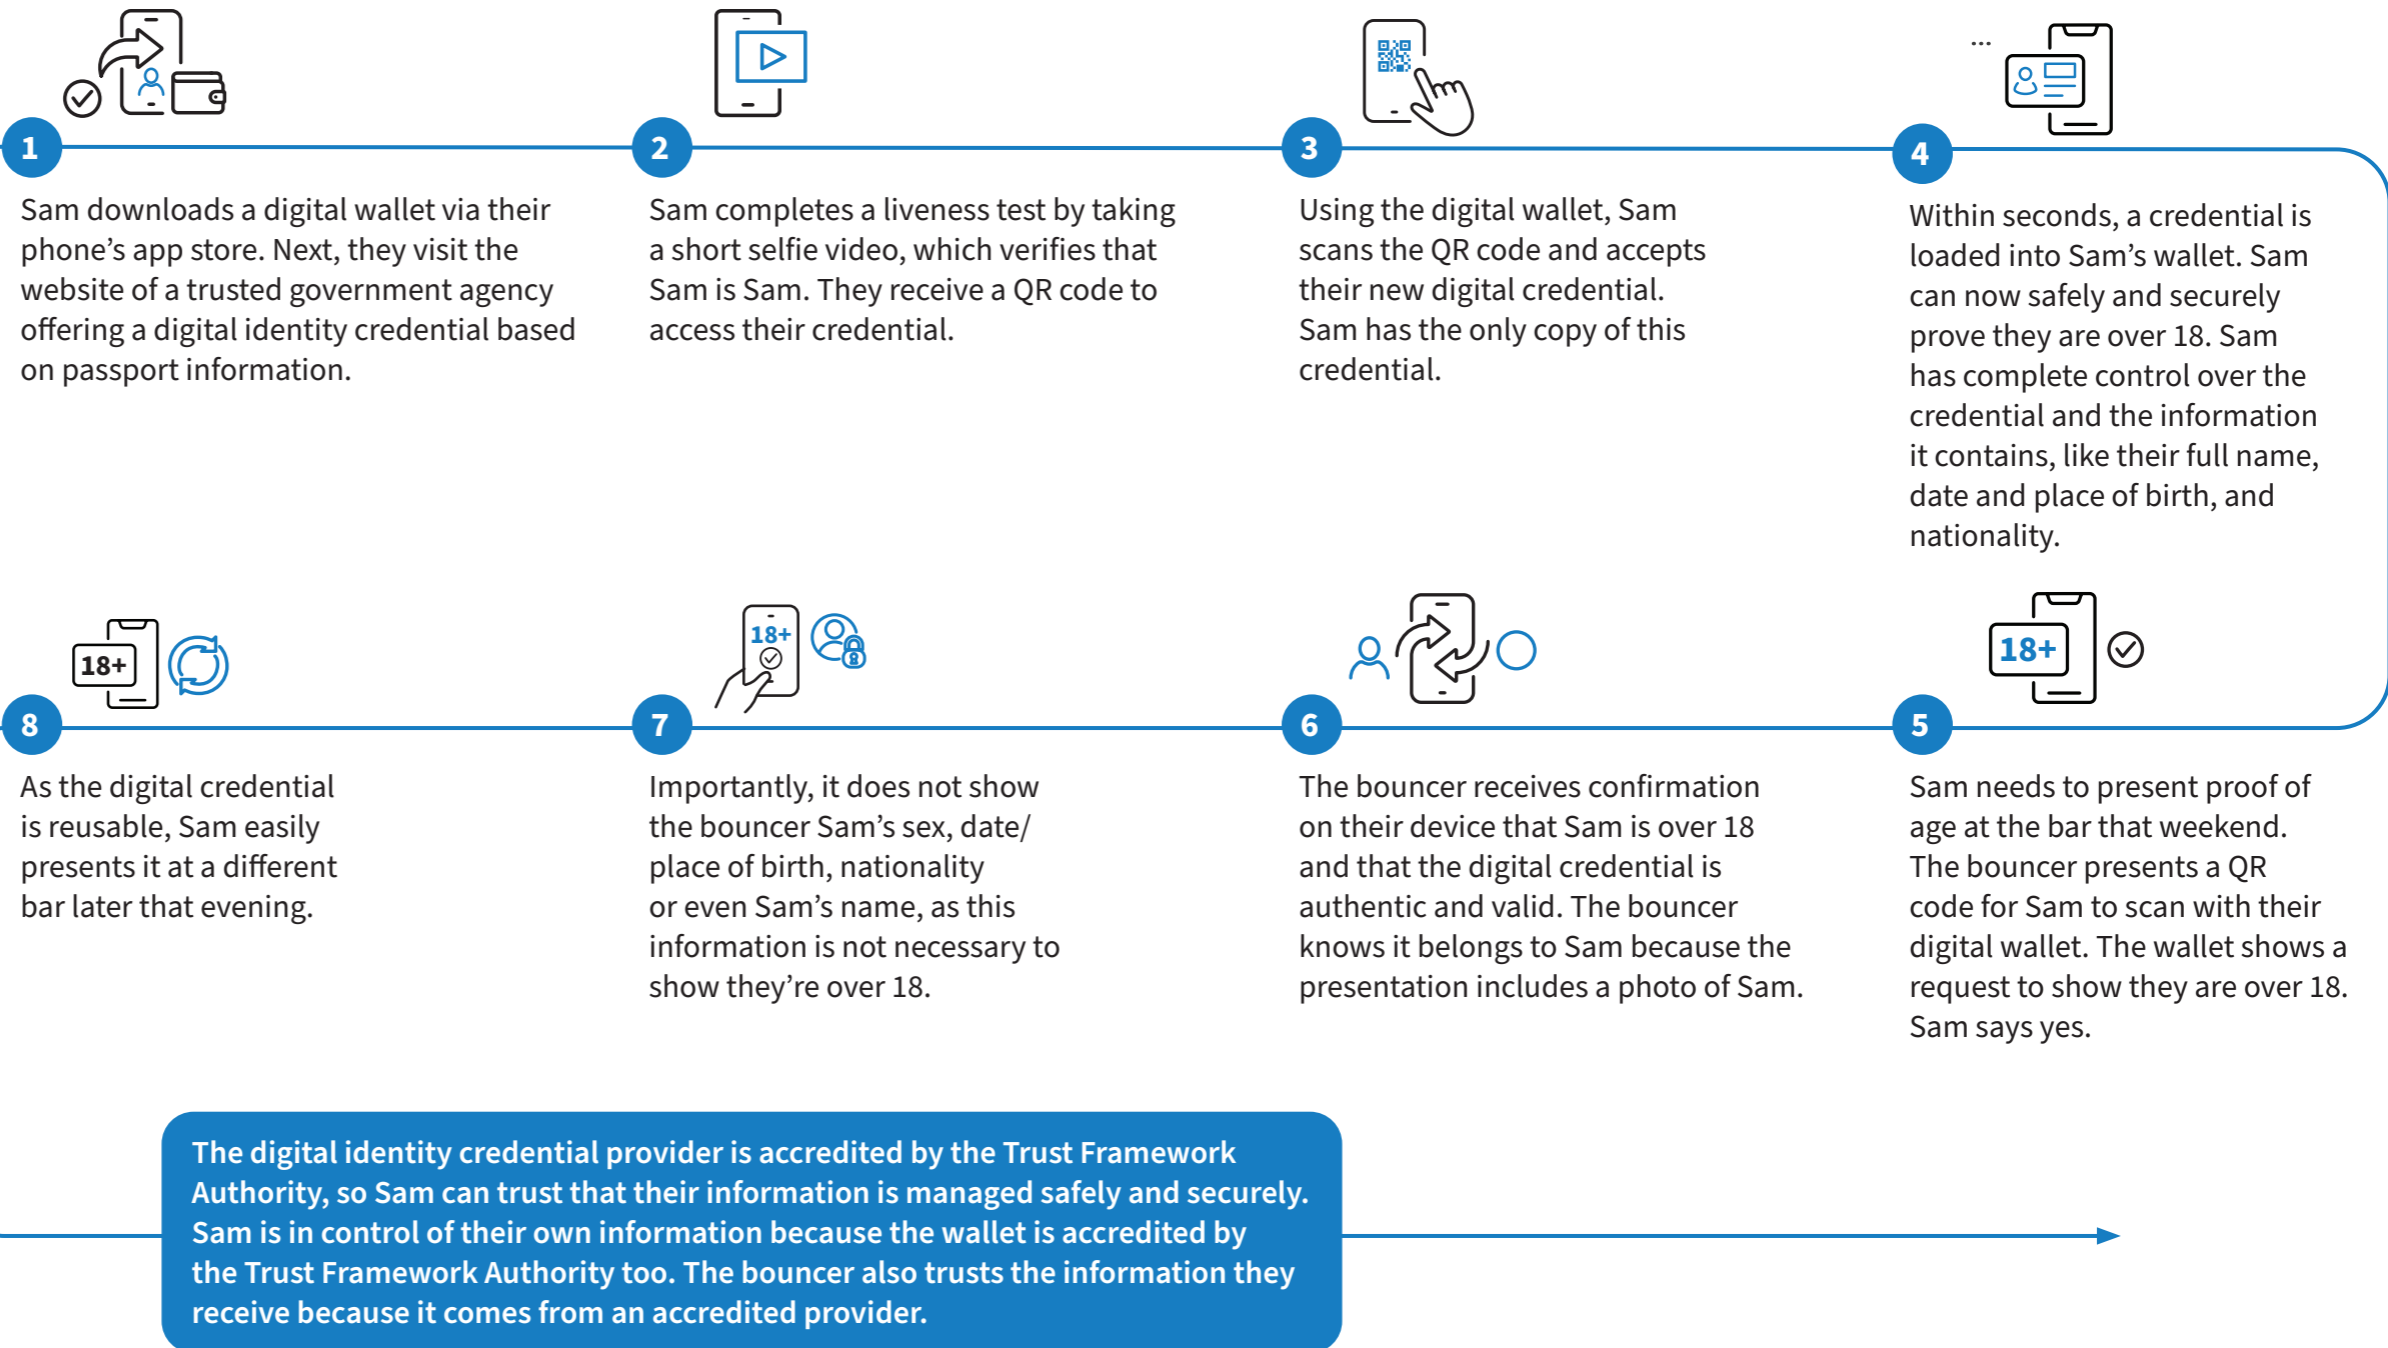 1
Sam downloads a digital wallet via their
phone’s app store. Next, they visit the
website of a trusted government agency
offering a digital identity credential based
on passport information.
2
Sam completes a liveness test by taking
a short selfie video, which verifies that
Sam is Sam. They receive a QR code to
access their credential.
3
Using the digital wallet, Sam
scans the QR code and accepts
their new digital credential.
Sam has the only copy of this
credential.
...
4
Within seconds, a credential is
loaded into Sam’s wallet. Sam
can now safely and securely
prove they are over 18. Sam
has complete control over the
credential and the information
it contains, like their full name,
date and place of birth, and
nationality.
18+
5
Sam needs to present proof of
age at the bar that weekend.
The bouncer presents a QR
code for Sam to scan with their
digital wallet. The wallet shows a
request to show they are over 18.
Sam says yes.
6
The bouncer receives confirmation
on their device that Sam is over 18
and that the digital credential is
authentic and valid. The bouncer
knows it belongs to Sam because the
presentation includes a photo of Sam.
18+
7
Importantly, it does not show
the bouncer Sam’s sex, date/
place of birth, nationality
or even Sam’s name, as this
information is not necessary to
show they’re over 18.
18+
8
As the digital credential
is reusable, Sam easily
presents it at a different
bar later that evening.
The digital identity credential provider is accredited by the Trust Framework
Authority, so Sam can trust that their information is managed safely and securely.
Sam is in control of their own information because the wallet is accredited by
the Trust Framework Authority too. The bouncer also trusts the information they
receive because it comes from an accredited provider.